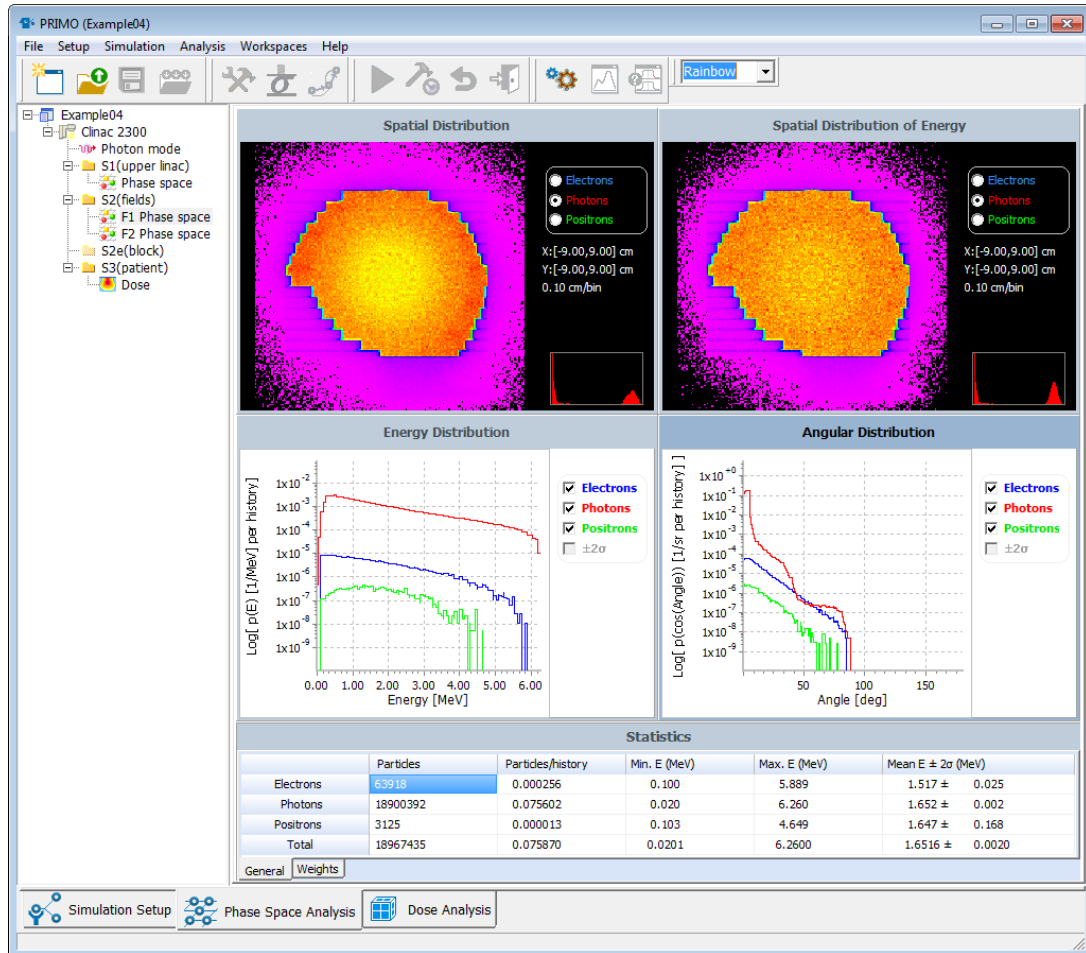 PRIMO (Example04)
File Setup Simulation Analysis Workspaces Help
Rainbow
Example04
Clinac 2300
Photon mode
S1(upper linac)
Phase space
S2(fields)
F1 Phase space
F2 Phase space
S2e(block)
S3(patient)
Dose
Spatial Distribution
Electrons
Photons
Positrons
X:[-9.00,9.00] cm
Y:[-9.00,9.00] cm
0.10 cm/bin
Spatial Distribution of Energy
Electrons
Photons
Positrons
X:[-9.00,9.00] cm
Y:[-9.00,9.00] cm
0.10 cm/bin
Energy Distribution
Log[ p(E) [1/MeV] per history]
1x10⁻²
1x10⁻³
1x10⁻⁴
1x10⁻⁵
1x10⁻⁶
1x10⁻⁷
1x10⁻⁸
1x10⁻⁹
0.00 1.00 2.00 3.00 4.00 5.00 6.00
Energy [MeV]
Electrons
Photons
Positrons
±2σ
Angular Distribution
Log[ p(cos(Angle)) [1/sr per history] ]
1x10⁺⁰
1x10⁻¹
1x10⁻²
1x10⁻³
1x10⁻⁴
1x10⁻⁵
1x10⁻⁶
1x10⁻⁷
1x10⁻⁸
1x10⁻⁹
50 100 150
Angle [deg]
Electrons
Photons
Positrons
±2σ
Statistics
Particles Particles/history Min. E (MeV) Max. E (MeV) Mean E ± 2σ (MeV)
Electrons 63918 0.000256 0.100 5.889 1.517 ± 0.025
Photons 18900392 0.075602 0.020 6.260 1.652 ± 0.002
Positrons 3125 0.000013 0.103 4.649 1.647 ± 0.168
Total 18967435 0.075870 0.0201 6.2600 1.6516 ± 0.0020
General Weights
Simulation Setup Phase Space Analysis Dose Analysis